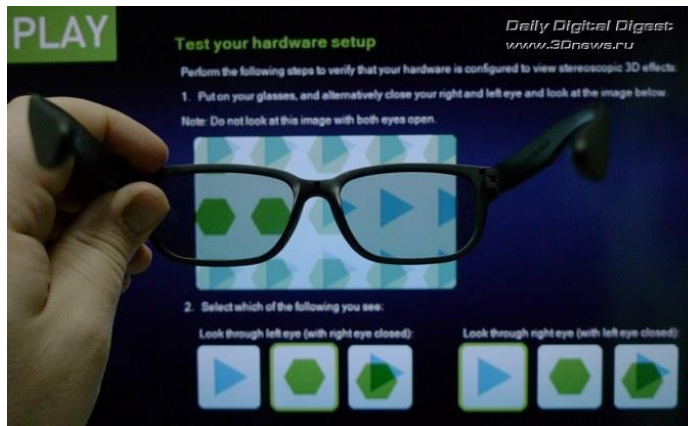 PLAY
Daily Digital Digest
www.3Dnews.ru
Test your hardware setup
Perform the following steps to verify that your hardware is configured to view stereoscopic 3D effects:
1. Put on your glasses, and alternatively close your right and left eye and look at the image below.
Note: Do not look at this image with both eyes open.
2. Select which of the following you see:
Look through left eye (with right eye closed):
Look through right eye (with left eye closed):